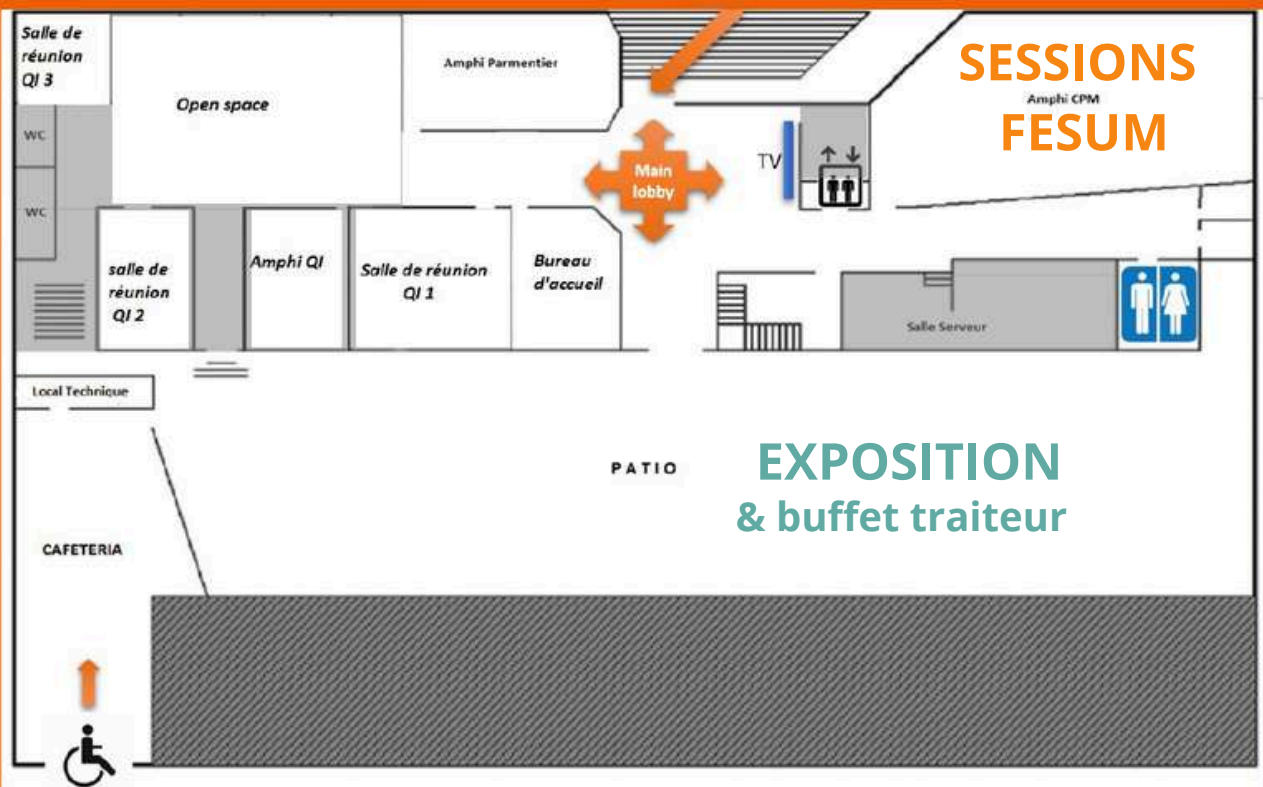 Salle de
réunion
QI 3
Open space
Amphi Parmentier
SESSIONS
Amphi CPM
FESUM
WC
WC
Main
lobby
TV
salle de
réunion
QI 2
Amphi QI
Salle de réunion
QI 1
Bureau
d'accueil
Salle Serveur
Local Technique
PATIO
EXPOSITION
& buffet traiteur
CAFETERIA